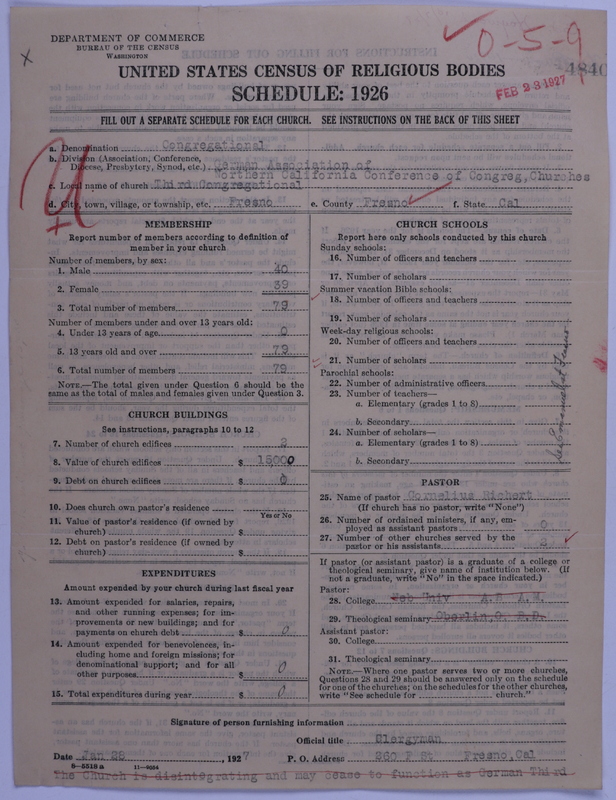 DEPARTMENT OF COMMERCE
BUREAU OF THE CENSUS
WASHINGTON
0-5-9
4840
UNITED STATES CENSUS OF RELIGIOUS BODIES
SCHEDULE: 1926
FEB 23 1927
FILL OUT A SEPARATE SCHEDULE FOR EACH CHURCH. SEE INSTRUCTIONS ON THE BACK OF THIS SHEET
a. Denomination Congregational
b. Division (Association, Conference,
Diocese, Presbytery, Synod, etc.) German Association of
Northern California Conference of Congreg,Churches
c. Local name of church Third Congregational
d. City, town, village, or township, etc. Fresno e. County Fresno f. State Cal
MEMBERSHIP
Report number of members according to definition of
member in your church
Number of members, by sex:
1. Male 40
2. Female 39
3. Total number of members 79
Number of members under and over 13 years old:
4. Under 13 years of age 0
5. 13 years old and over 79
6. Total number of members 79
NOTE.—The total given under Question 6 should be the
same as the total of males and females given under Question 3.
CHURCH BUILDINGS
See instructions, paragraphs 10 to 12
7. Number of church edifices 2
8. Value of church edifices $ 15000
9. Debt on church edifices $ 0
10. Does church own pastor's residence
Yes or No
11. Value of pastor's residence (if owned by
church) $
12. Debt on pastor's residence (if owned by
church) $
EXPENDITURES
Amount expended by your church during last fiscal year
13. Amount expended for salaries, repairs,
and other running expenses; for im-
provements or new buildings; and for
payments on church debt $ 0
14. Amount expended for benevolences, in-
cluding home and foreign missions; for
denominational support; and for all
other purposes $ 0
15. Total expenditures during year $ 0
CHURCH SCHOOLS
Report here only schools conducted by this church
Sunday schools:
16. Number of officers and teachers
17. Number of scholars
Summer vacation Bible schools:
18. Number of officers and teachers
19. Number of scholars
Week-day religious schools:
20. Number of officers and teachers
21. Number of scholars
Parochial schools:
22. Number of administrative officers
23. Number of teachers—
a. Elementary (grades 1 to 8)
b. Secondary
24. Number of scholars—
a. Elementary (grades 1 to 8)
b. Secondary
PASTOR
25. Name of pastor Cornelius Richert
(If church has no pastor, write "None")
26. Number of ordained ministers, if any, em-
ployed as assistant pastors 0
27. Number of other churches served by the
pastor or his assistants
If pastor (or assistant pastor) is a graduate of a college or
theological seminary, give name of institution below. (If
not a graduate, write "No" in the space indicated.)
Pastor:
28. College Neb Univ A.B A.M.
29. Theological seminary Oberlin,O. B.D.
Assistant pastor:
30. College
31. Theological seminary
NOTE.—Where one pastor serves two or more churches,
Questions 28 and 29 should be answered only on the schedule
for one of the churches; on the schedules for the other churches,
write "See schedule for church."
Signature of person furnishing information
Official title Clergyman
Date Jan 28, 1927 P. O. Address 360 F St Fresno,Cal
8-5518 a 11-9034
The Church is disintegrating and may sease to function as German Third